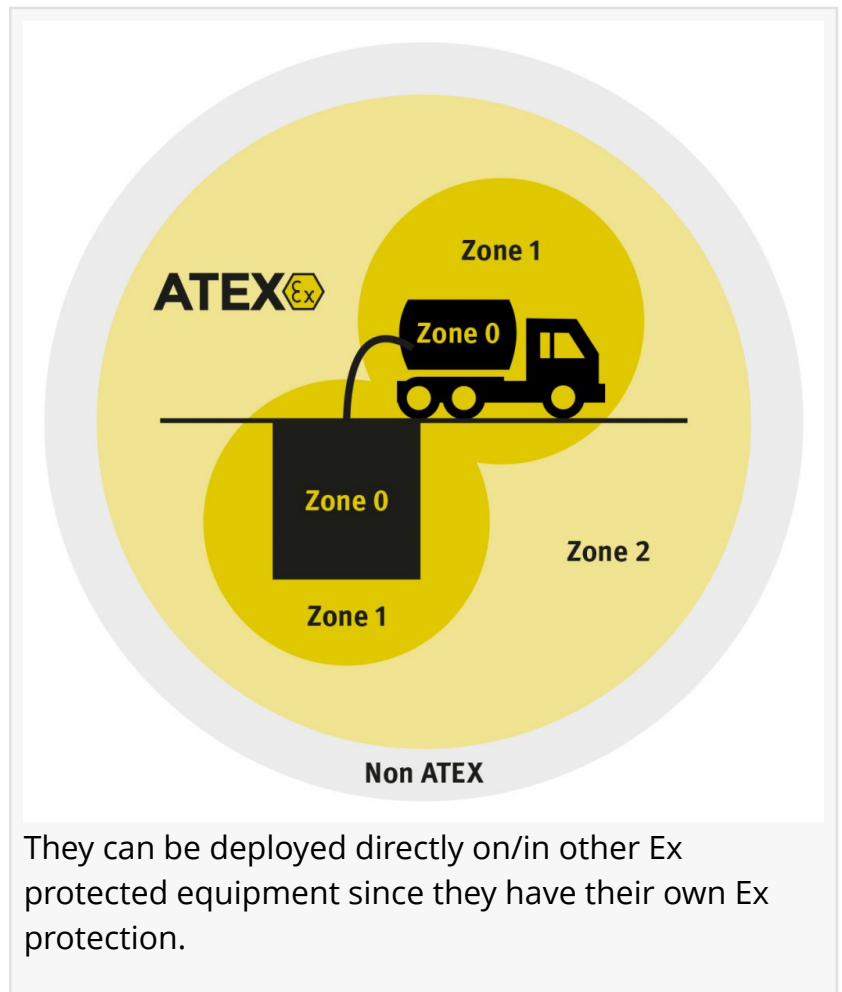 Zone 1
ATEX Ex
Zone 0
Zone 0
Zone 2
Zone 1
Non ATEX
They can be deployed directly on/in other Ex
protected equipment since they have their own Ex
protection.